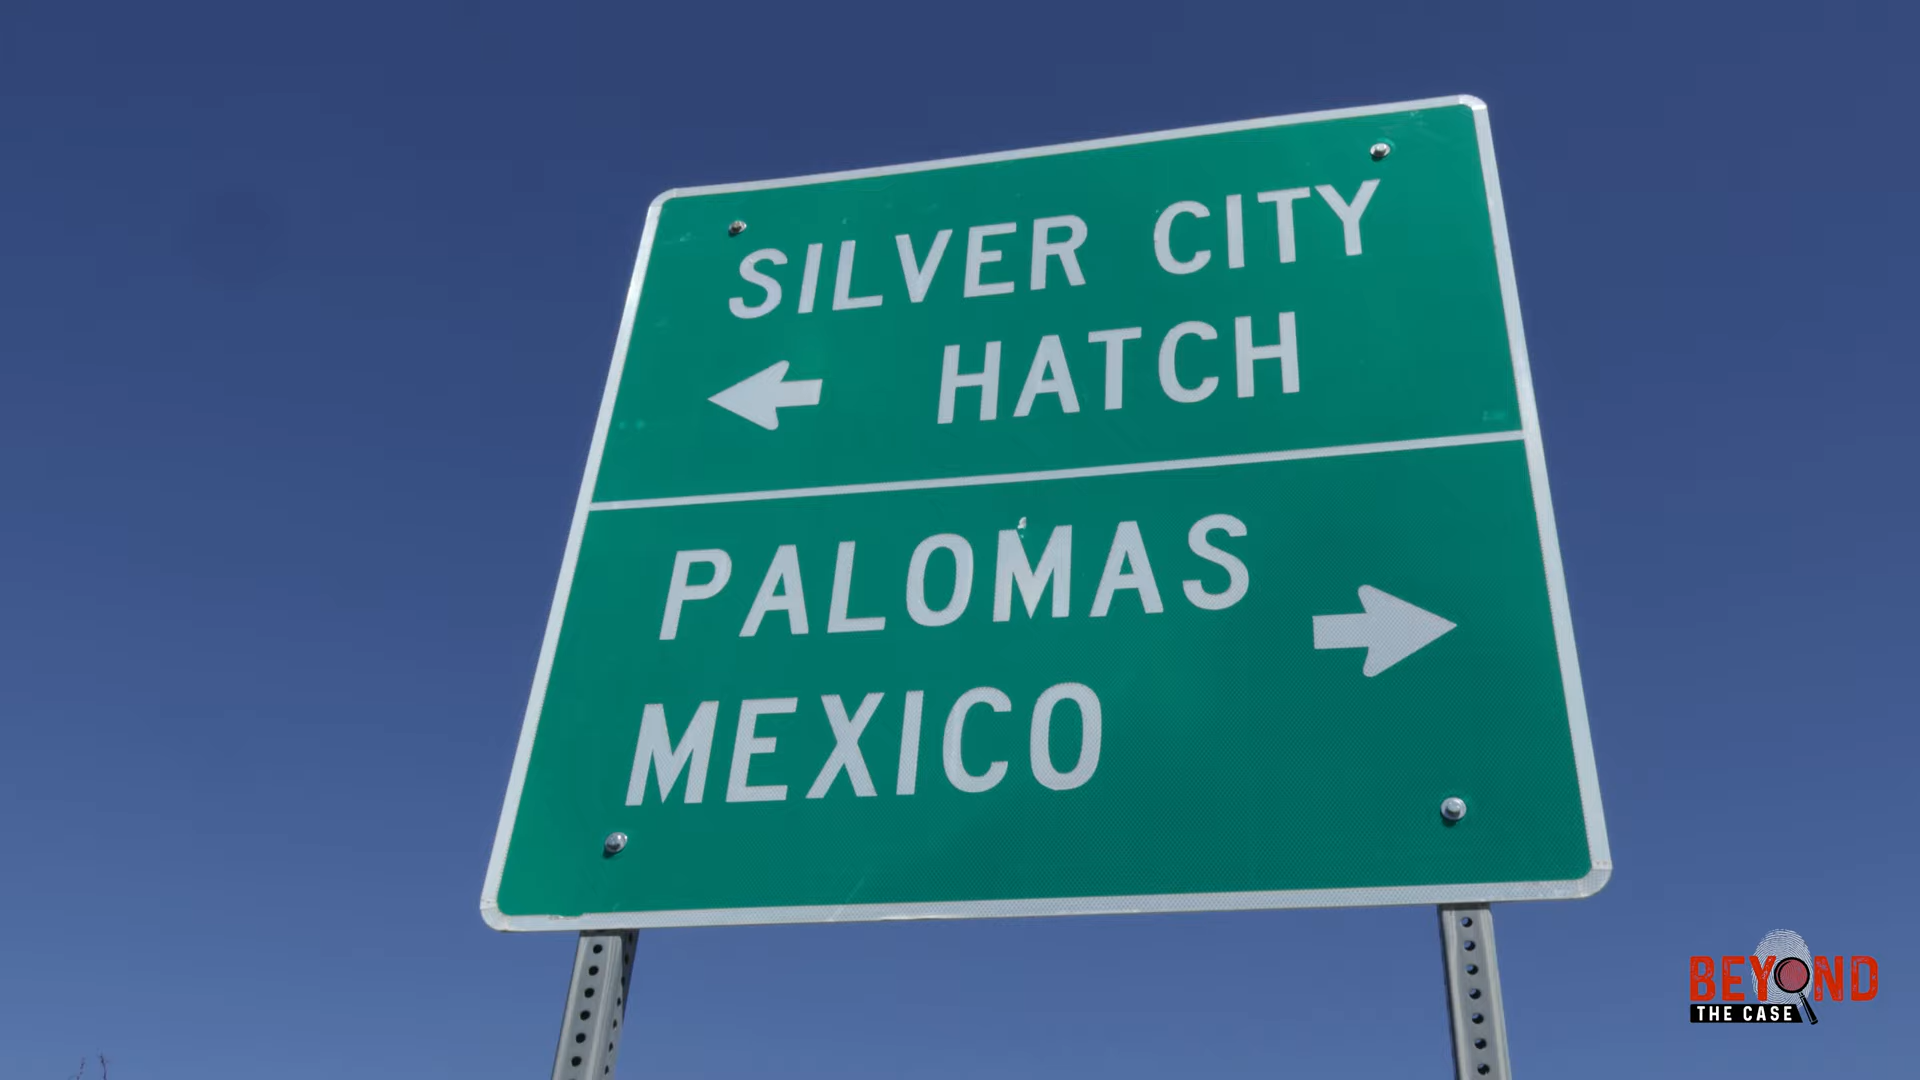 SILVER CITY
HATCH
PALOMAS
MEXICO
BEYOND
THE CASE